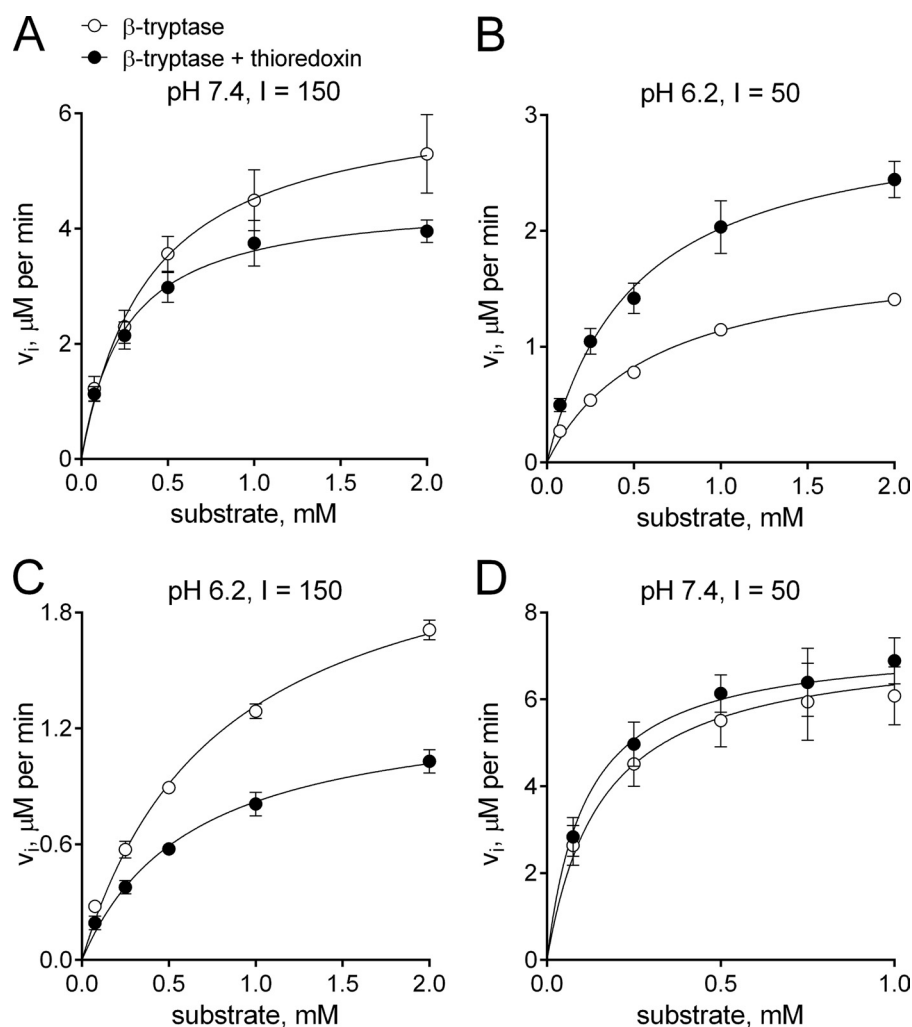 A
β-tryptase
β-tryptase + thioredoxin
pH 7.4, I = 150
6
4
2
0
vi, μM per min
0.0 0.5 1.0 1.5 2.0
substrate, mM
B
pH 6.2, I = 50
3
2
1
0
vi, μM per min
0.0 0.5 1.0 1.5 2.0
substrate, mM
C
pH 6.2, I = 150
1.8
1.2
0.6
0.0
vi, μM per min
0.0 0.5 1.0 1.5 2.0
substrate, mM
D
pH 7.4, I = 50
8
6
4
2
0
vi, μM per min
0.0 0.5 1.0
substrate, mM